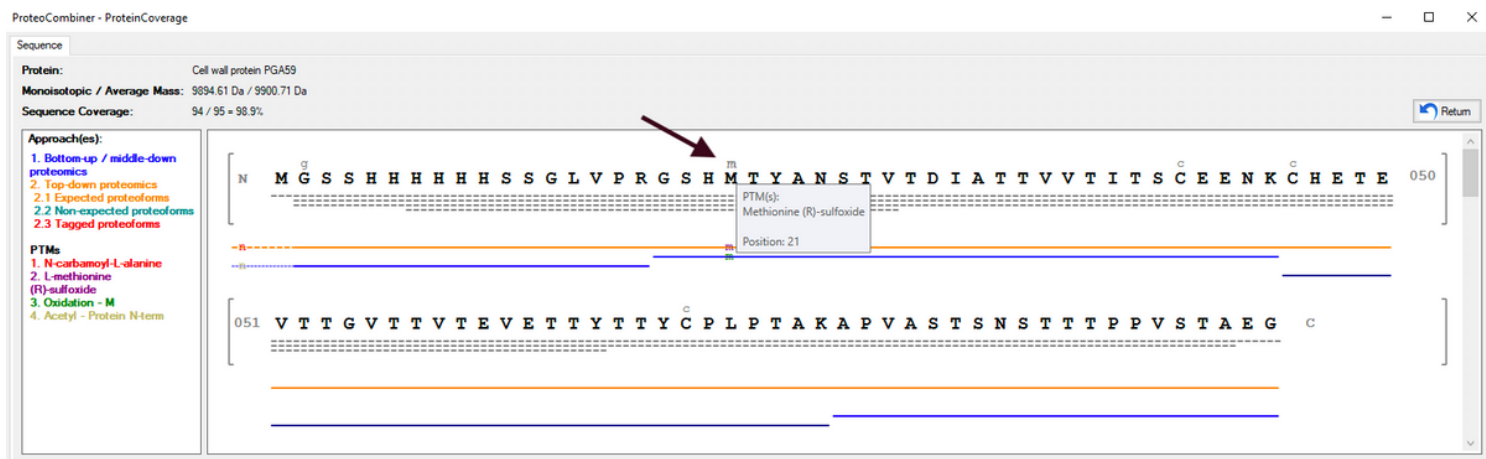 ProteoCombiner - ProteinCoverage
Sequence
Protein: Cell wall protein PGA59
Monoisotopic / Average Mass: 9894.61 Da / 9900.71 Da
Sequence Coverage: 94 / 95 = 98.9%
Return
Approach(es):
1. Bottom-up / middle-down
proteomics
2. Top-down proteomics
2.1 Expected proteoforms
2.2 Non-expected proteoforms
2.3 Tagged proteoforms
PTMs
1. N-carbamoyl-L-alanine
2. L-methionine
(R)-sulfoxide
3. Oxidation - M
4. Acetyl - Protein N-term
g m c c
N M G S S H H H H H H S S G L V P R G S H M T Y A N S T V T D I A T T V V T I T S C E E N K C H E T E 050
PTM(s):
Methionine (R)-sulfoxide
Position: 21
n m
n m
c
051 V T T G V T T V T E V E T T Y T T Y C P L P T A K A P V A S T S N S T T T P P V S T A E G C